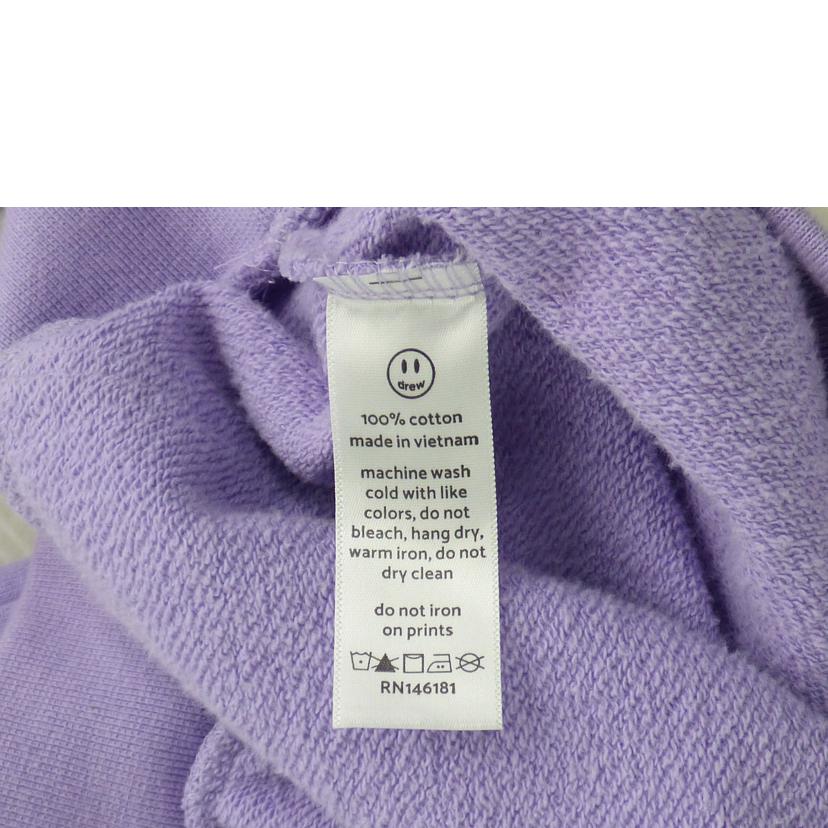 drew
100% cotton
made in vietnam
machine wash
cold with like
colors, do not
bleach, hang dry,
warm iron, do not
dry clean
do not iron
on prints
RN146181